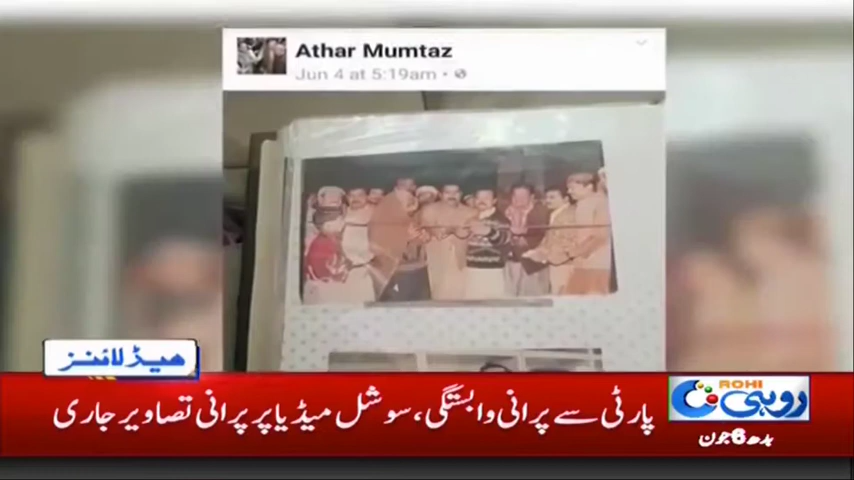 Athar Mumtaz
Jun 4 at 5:19am
ہیڈلائنز
پارٹی سے پرانی وابستگی، سوشل میڈیا پر پرانی تصاویر جاری
ROHI
روہی
بدھ 6 جون